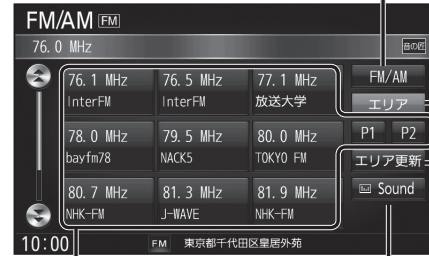 FM/AM FM
76.0 MHz
音の匠
76.1 MHz 76.5 MHz 77.1 MHz FM/AM
InterFM InterFM 放送大学 エリア
78.0 MHz 79.5 MHz 80.0 MHz P1 P2
bayfm78 NACK5 TOKYO FM エリア更新
80.7 MHz 81.3 MHz 81.9 MHz Sound
NHK-FM J-WAVE NHK-FM
10:00 FM 東京都千代田区皇居外苑